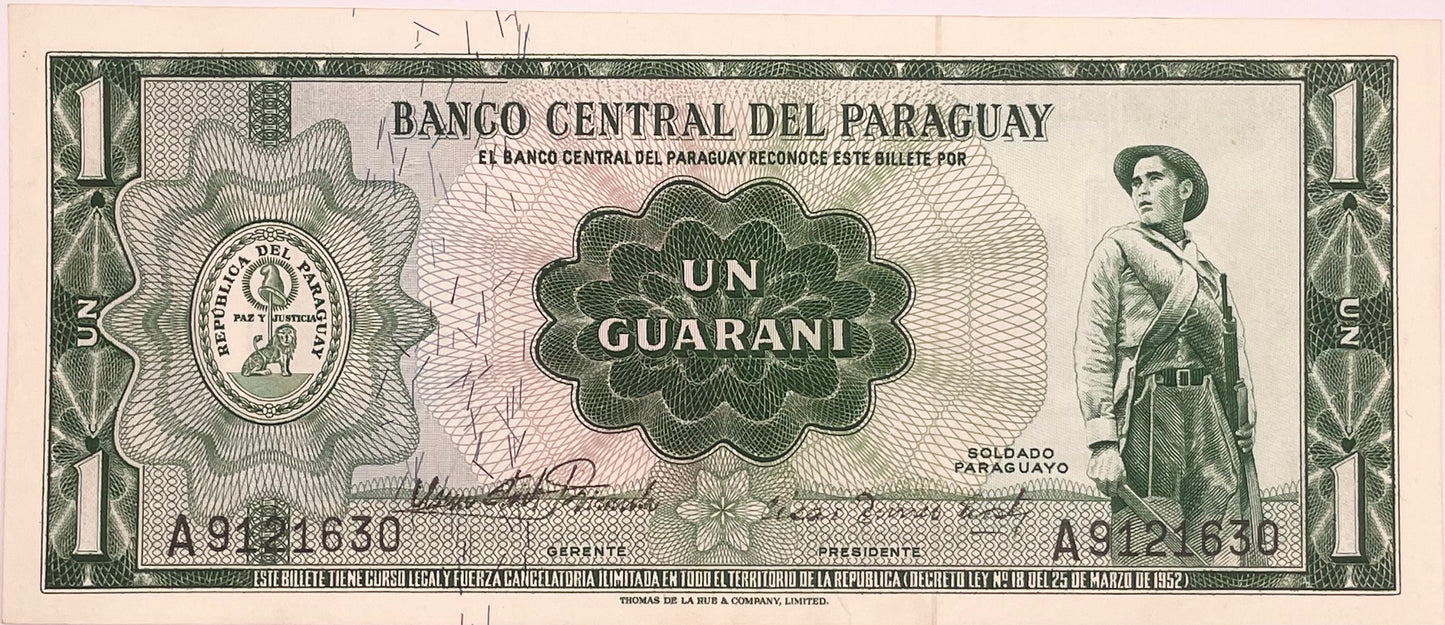 1
1
BANCO CENTRAL DEL PARAGUAY
EL BANCO CENTRAL DEL PARAGUAY RECONOCE ESTE BILLETE POR
REPÚBLICA DEL PARAGUAY
PAZ Y JUSTICIA
UN
UN
GUARANI
UN
SOLDADO
PARAGUAYO
1
1
A9121630
A9121630
GERENTE
PRESIDENTE
ESTE BILLETE TIENE CURSO LEGAL Y FUERZA CANCELATORIA ILIMITADA EN TODO EL TERRITORIO DE LA REPUBLICA (DECRETO LEY Nº 18 DEL 25 DE MARZO DE 1952)
THOMAS DE LA RUE & COMPANY, LIMITED.